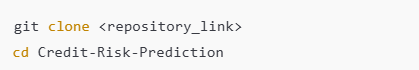 git clone <repository_link>
cd Credit-Risk-Prediction